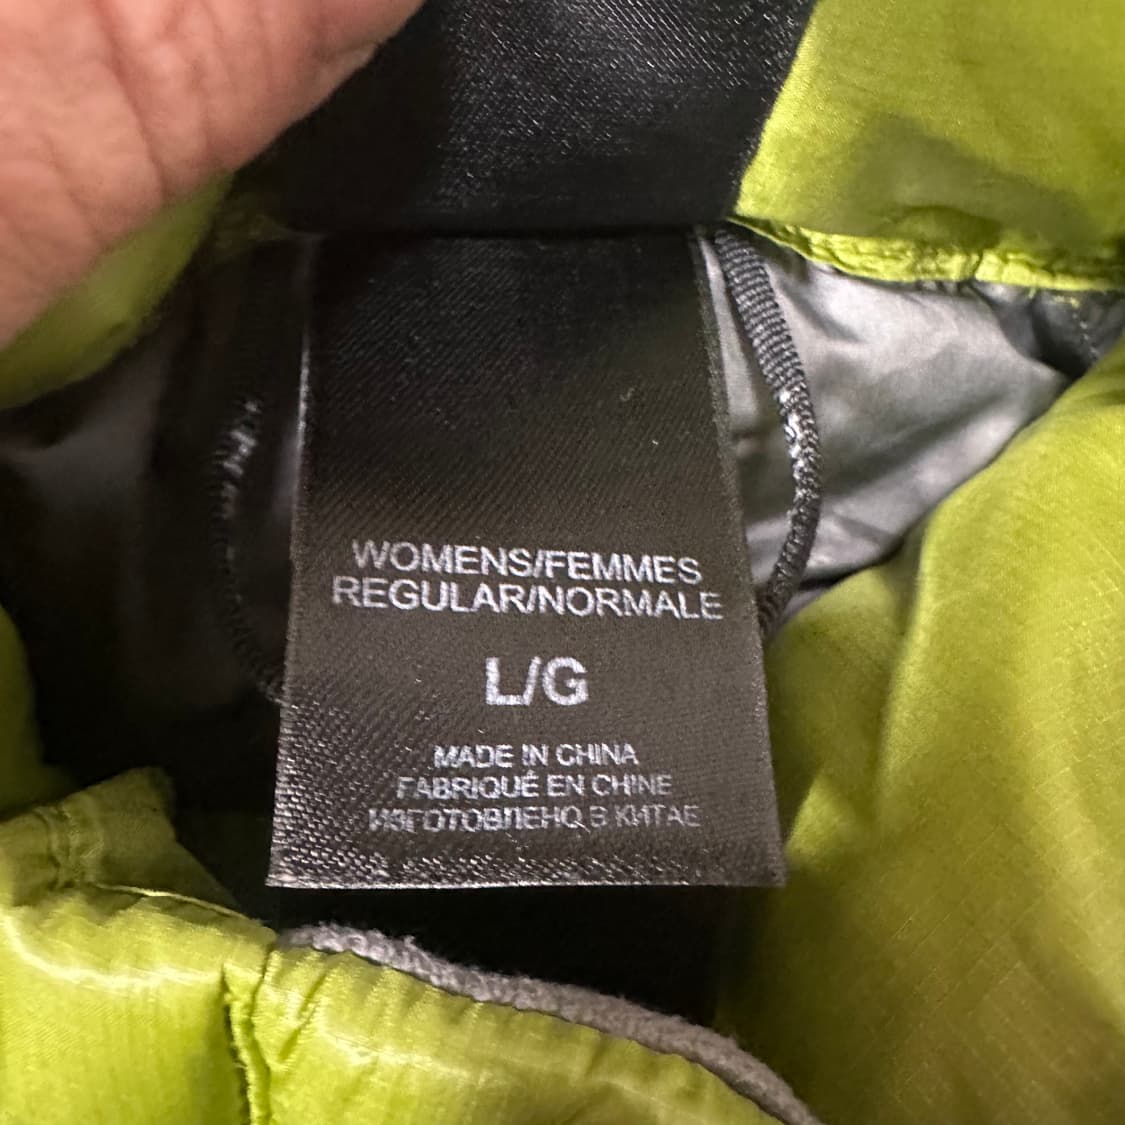 WOMENS/FEMMES
REGULAR/NORMALE
L/G
MADE IN CHINA
FABRIQUÉ EN CHINE
ИЗГОТОВЛЕНО В КИТАЕ